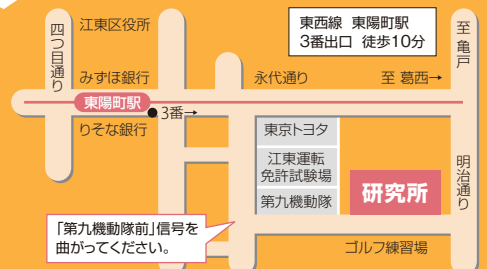 四つ目通り
江東区役所
東西線 東陽町駅
3番出口 徒歩10分
至 亀戸
みずほ銀行
永代通り
至 葛西→
東陽町駅
3番→
りそな銀行
東京トヨタ
江東運転
免許試験場
第九機動隊
研究所
明治通り
「第九機動隊前」信号を
曲がってください。
ゴルフ練習場